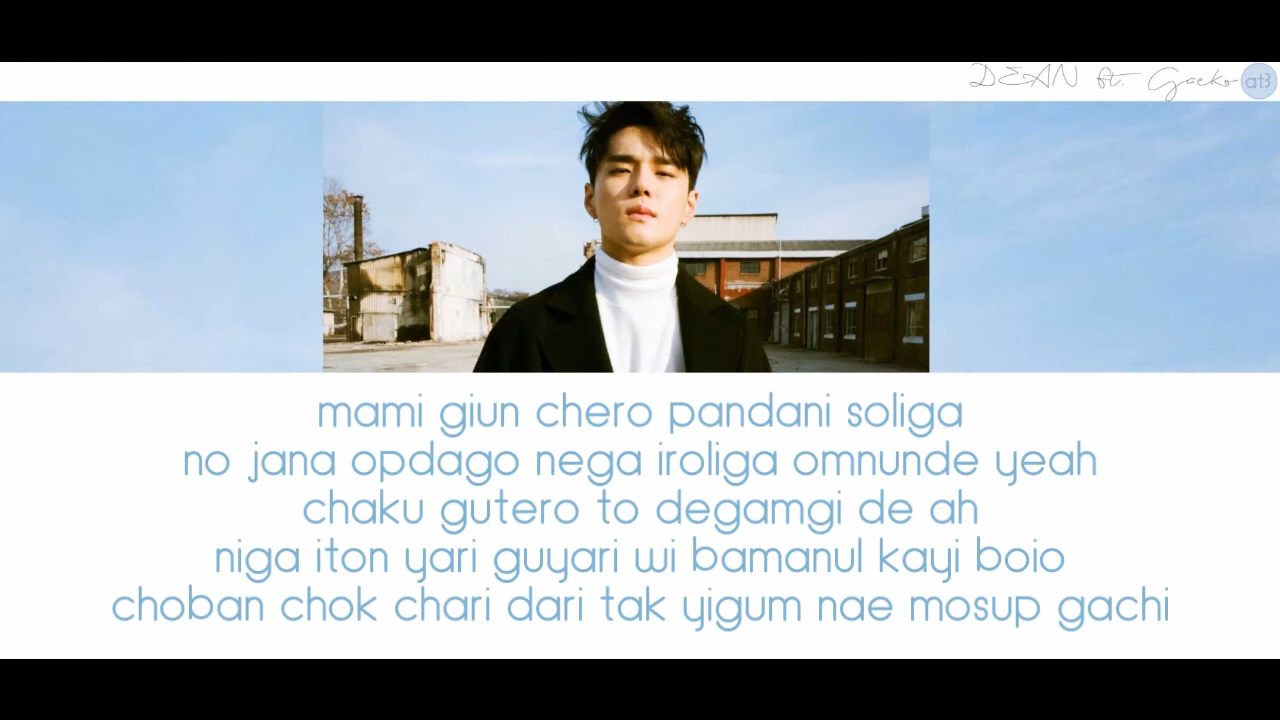 DEAN ft. Gaeko at3
mami giun chero pandani soliga
no jana opdago nega iroliga omnunde yeah
chaku gutero to degamgi de ah
niga iton yari guyari wi bamanul kayi boio
choban chok chari dari tak yigum nae mosup gachi